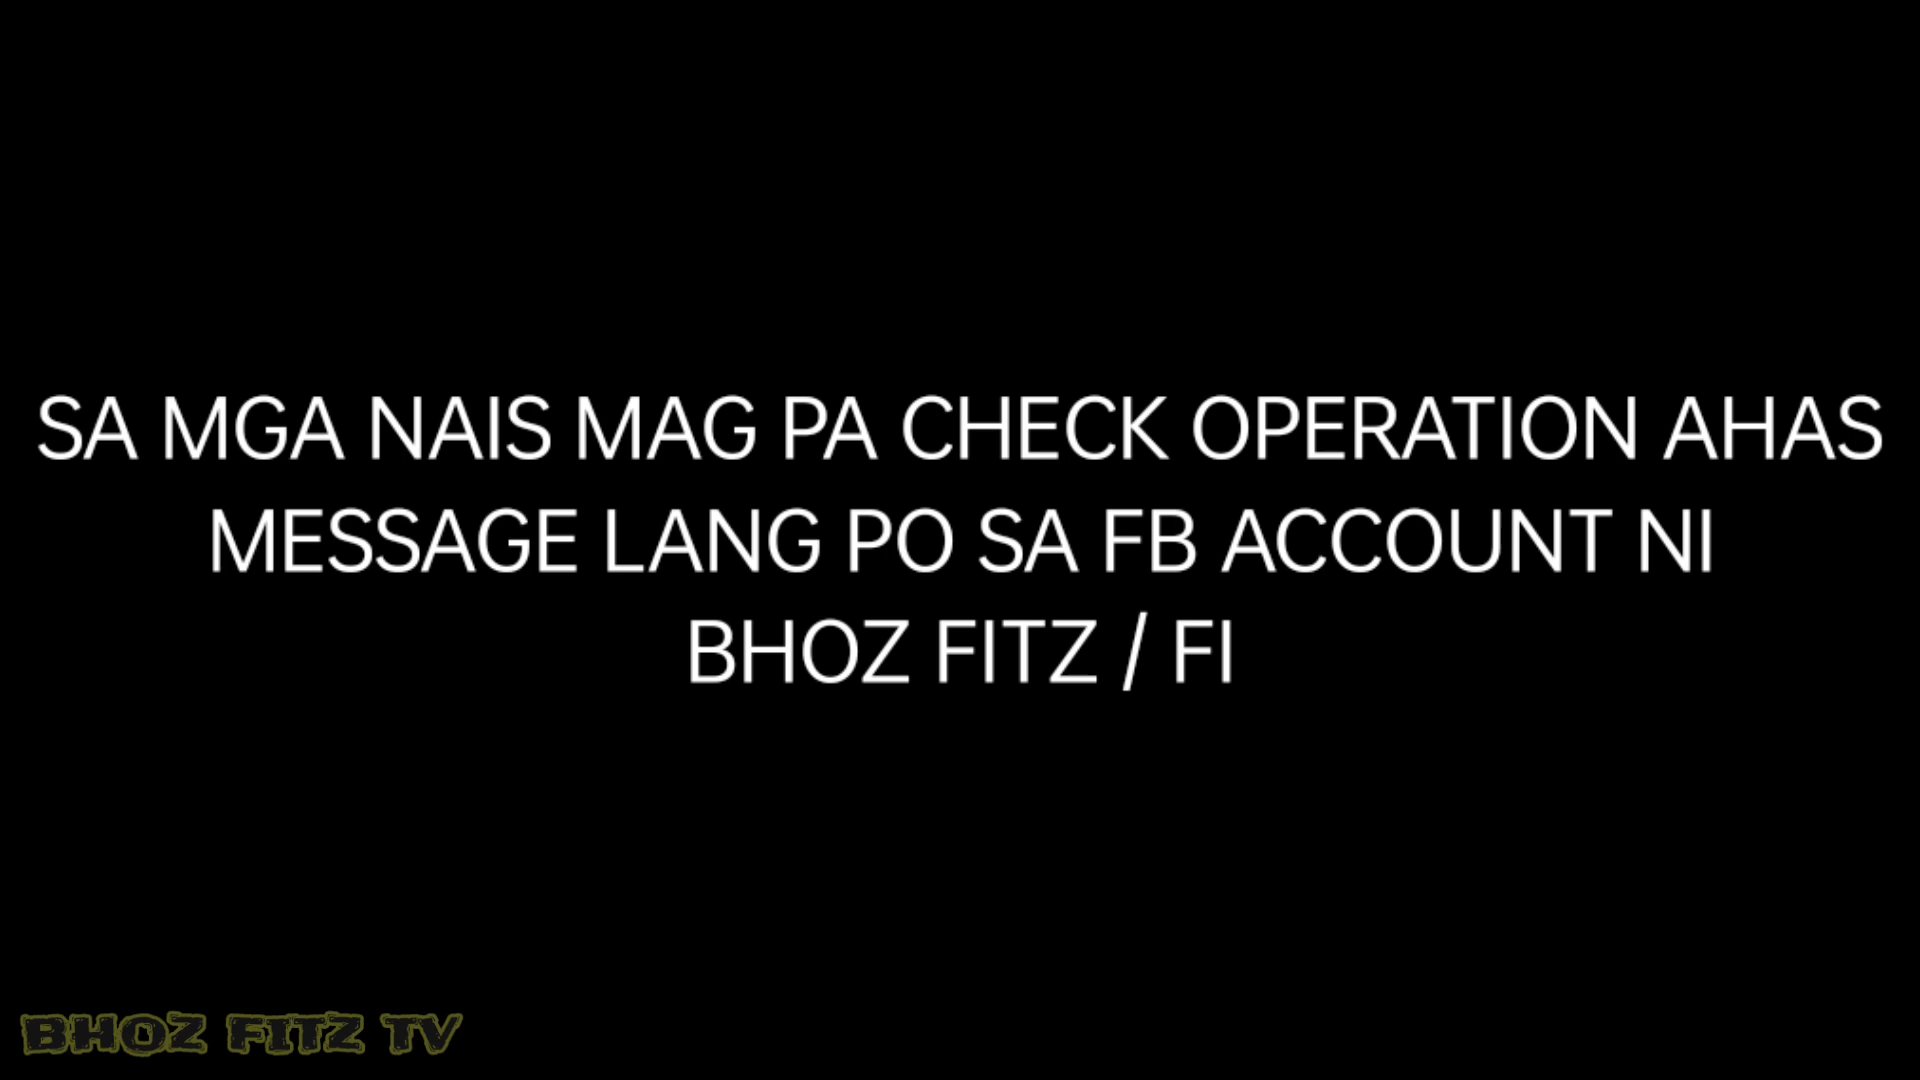 SA MGA NAIS MAG PA CHECK OPERATION AHAS
MESSAGE LANG PO SA FB ACCOUNT NI
BHOZ FITZ / FI
BHOZ FITZ TV